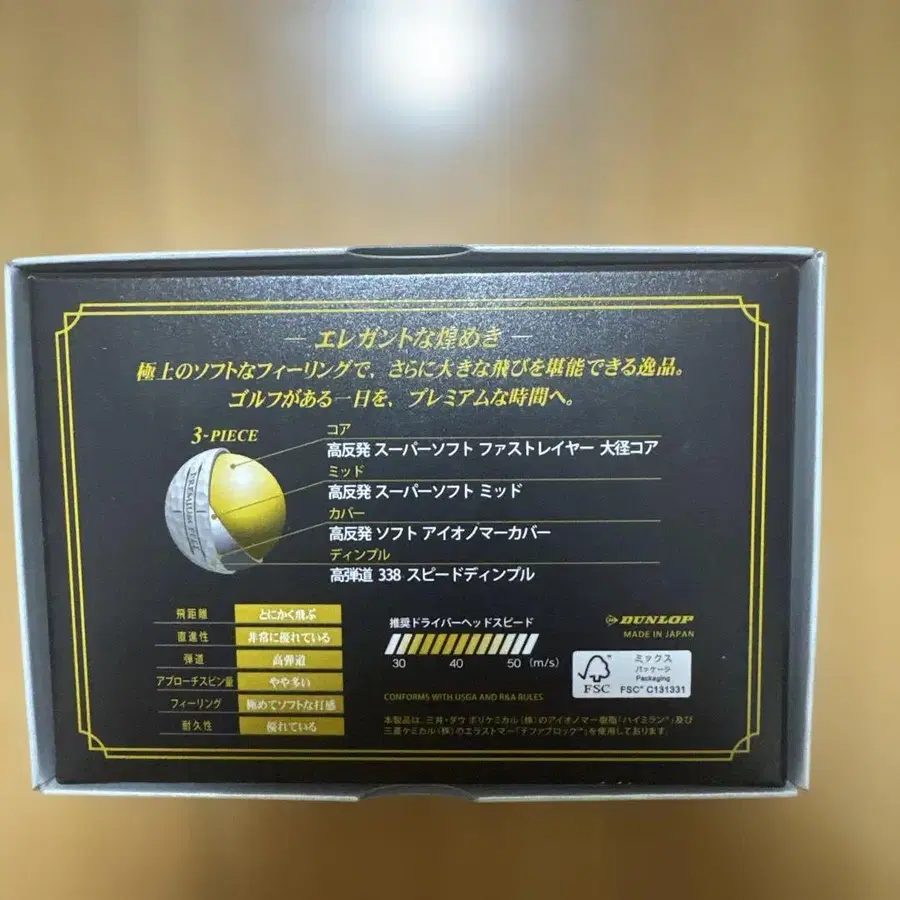 エレガントな煌めき
極上のソフトなフィーリングで、さらに大きな飛びを堪能できる逸品。
ゴルフがある一日を、プレミアムな時間へ。
3-PIECE
コア
高反発 スーパーソフト ファストレイヤー 大径コア
ミッド
高反発 スーパーソフト ミッド
カバー
高反発 ソフト アイオノマーカバー
ディンプル
高弾道 338 スピードディンプル
飛距離 とにかく飛ぶ
直進性 非常に優れている
弾道 高弾道
アプローチスピン量 やや多い
フィーリング 極めてソフトな打感
耐久性 優れている
推奨ドライバーヘッドスピード
30 40 50 (m/s)
CONFORMS WITH USGA AND R&A RULES
本製品は、三井・ダウ ポリケミカル(株)のアイオノマー樹脂「ハイミラン®」及び
三菱ケミカル(株)のエラストマー「テファブロック™」を使用しております。
DUNLOP
MADE IN JAPAN
FSC
ミックス
パッケージ
Packaging
FSC™ C131331